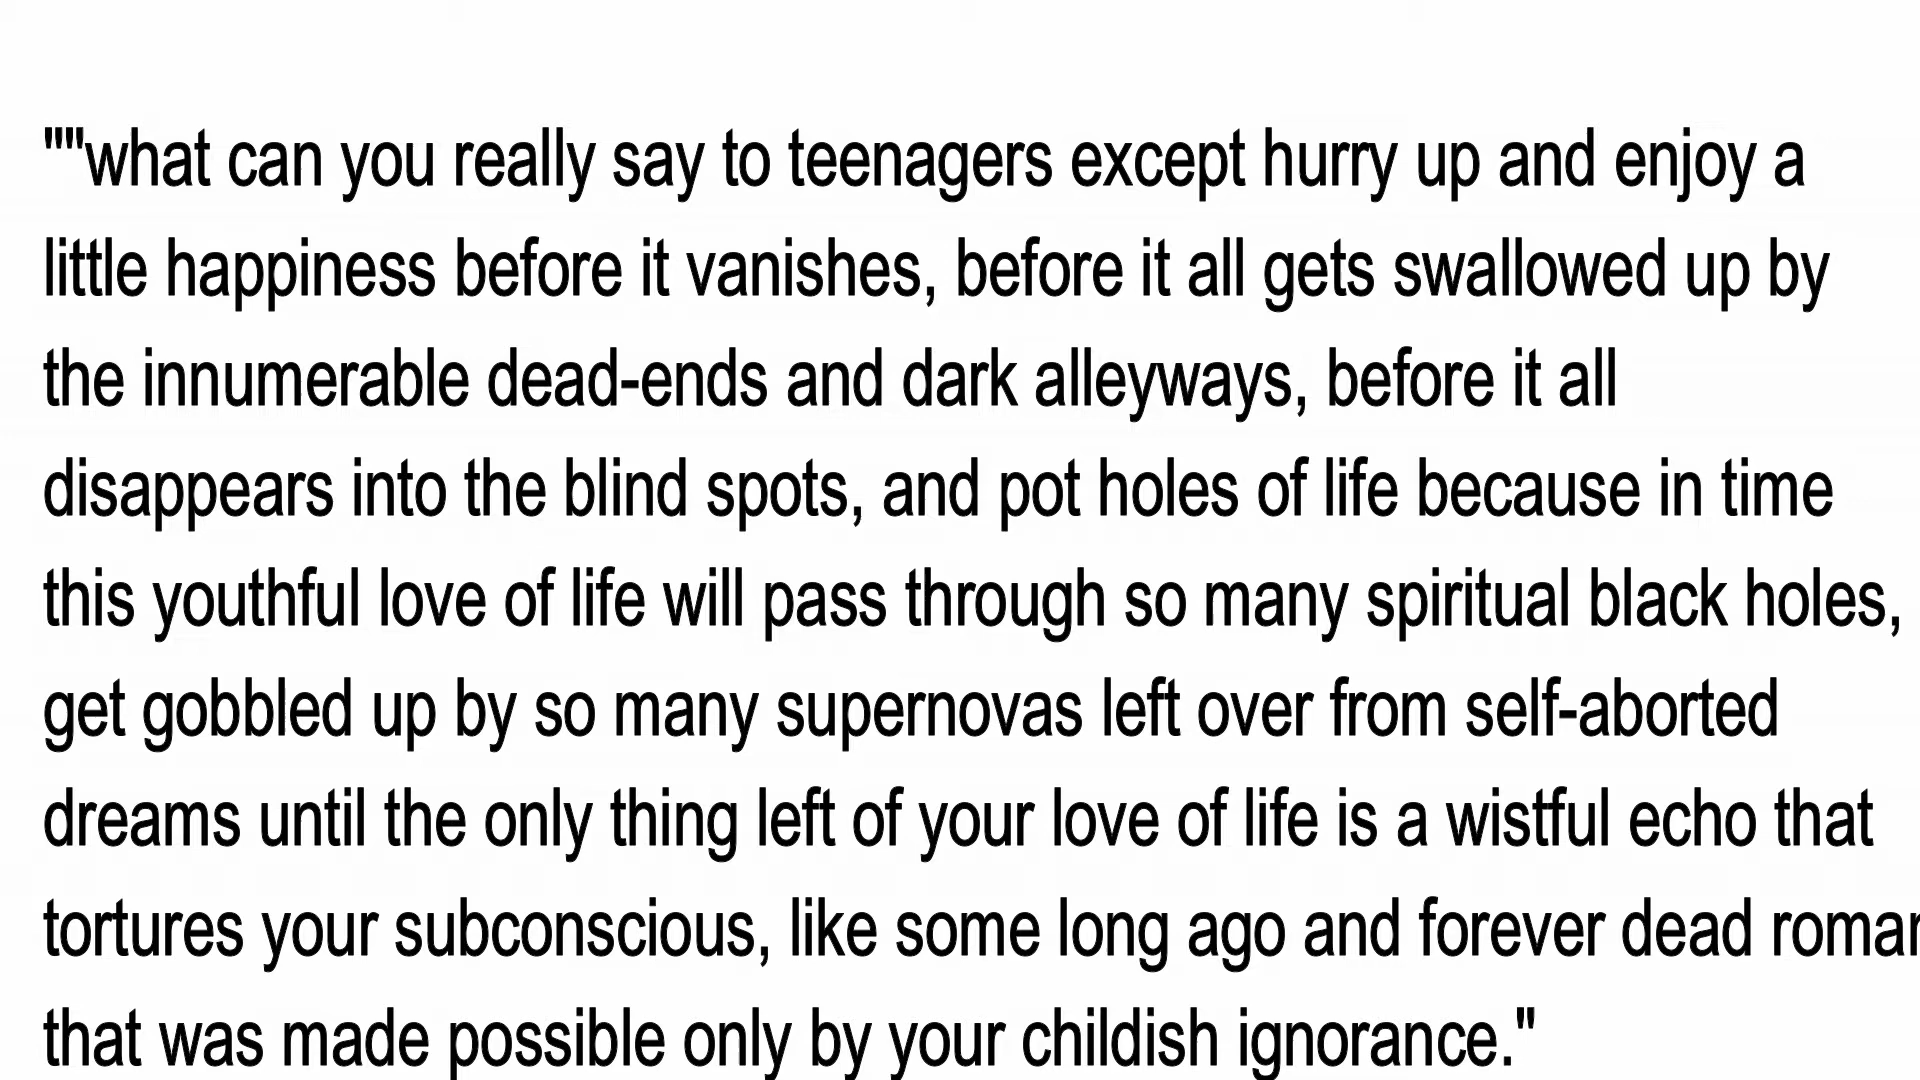 ""what can you really say to teenagers except hurry up and enjoy a
little happiness before it vanishes, before it all gets swallowed up by
the innumerable dead-ends and dark alleyways, before it all
disappears into the blind spots, and pot holes of life because in time
this youthful love of life will pass through so many spiritual black holes,
get gobbled up by so many supernovas left over from self-aborted
dreams until the only thing left of your love of life is a wistful echo that
tortures your subconscious, like some long ago and forever dead
that was made possible only by your childish ignorance."